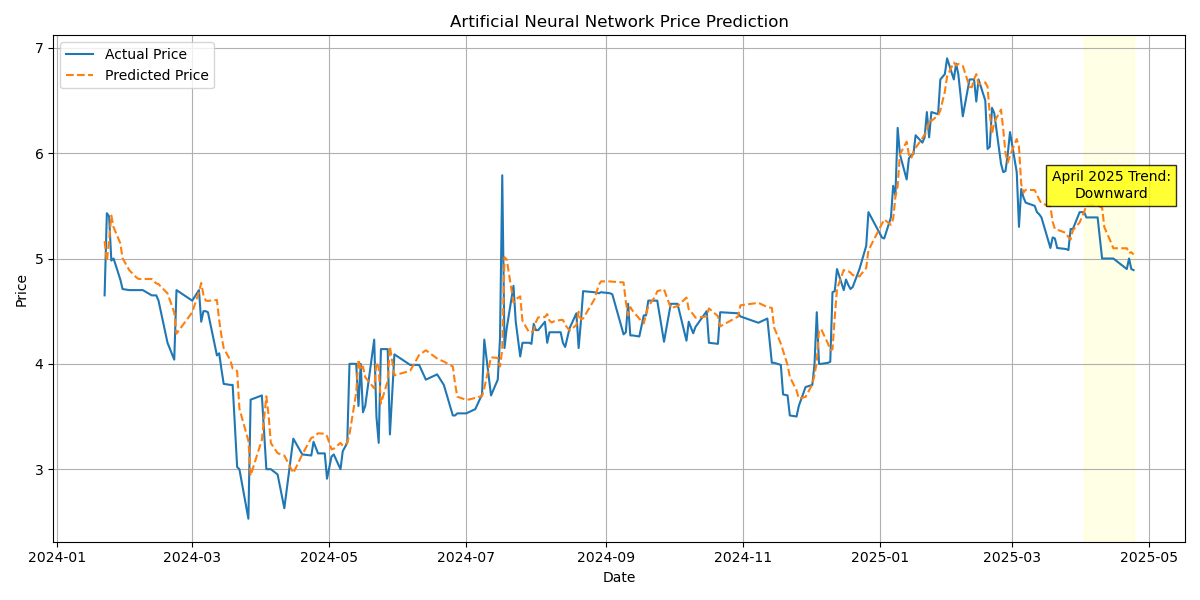 Artificial Neural Network Price Prediction
Actual Price
Predicted Price
April 2025 Trend:
Downward
Price
7
6
5
4
3
2024-01
2024-03
2024-05
2024-07
2024-09
2024-11
2025-01
2025-03
2025-05
Date